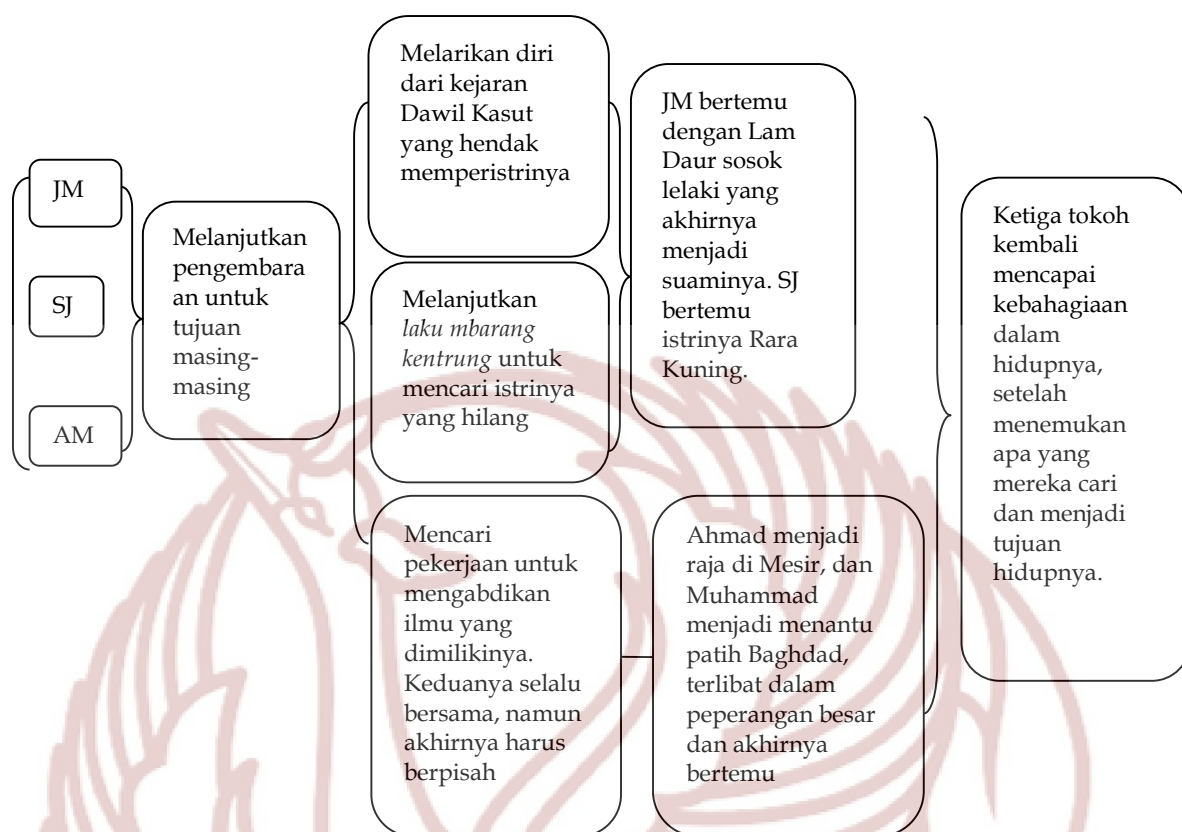 JM
SJ
AM
Melanjutkan
pengembara
an untuk
tujuan
masing-
masing
Melarikan diri
dari kejaran
Dawil Kasut
yang hendak
memperistrinya
Melanjutkan
laku mbarang
kentrung untuk
mencari istrinya
yang hilang
Mencari
pekerjaan untuk
mengabdikan
ilmu yang
dimilikinya.
Keduanya selalu
bersama, namun
akhirnya harus
berpisah
JM bertemu
dengan Lam
Daur sosok
lelaki yang
akhirnya
menjadi
suaminya. SJ
bertemu
istrinya Rara
Kuning.
Ahmad menjadi
raja di Mesir, dan
Muhammad
menjadi menantu
patih Baghdad,
terlibat dalam
peperangan besar
dan akhirnya
bertemu
Ketiga tokoh
kembali
mencapai
kebahagiaan
dalam
hidupnya,
setelah
menemukan
apa yang
mereka cari
dan menjadi
tujuan
hidupnya.